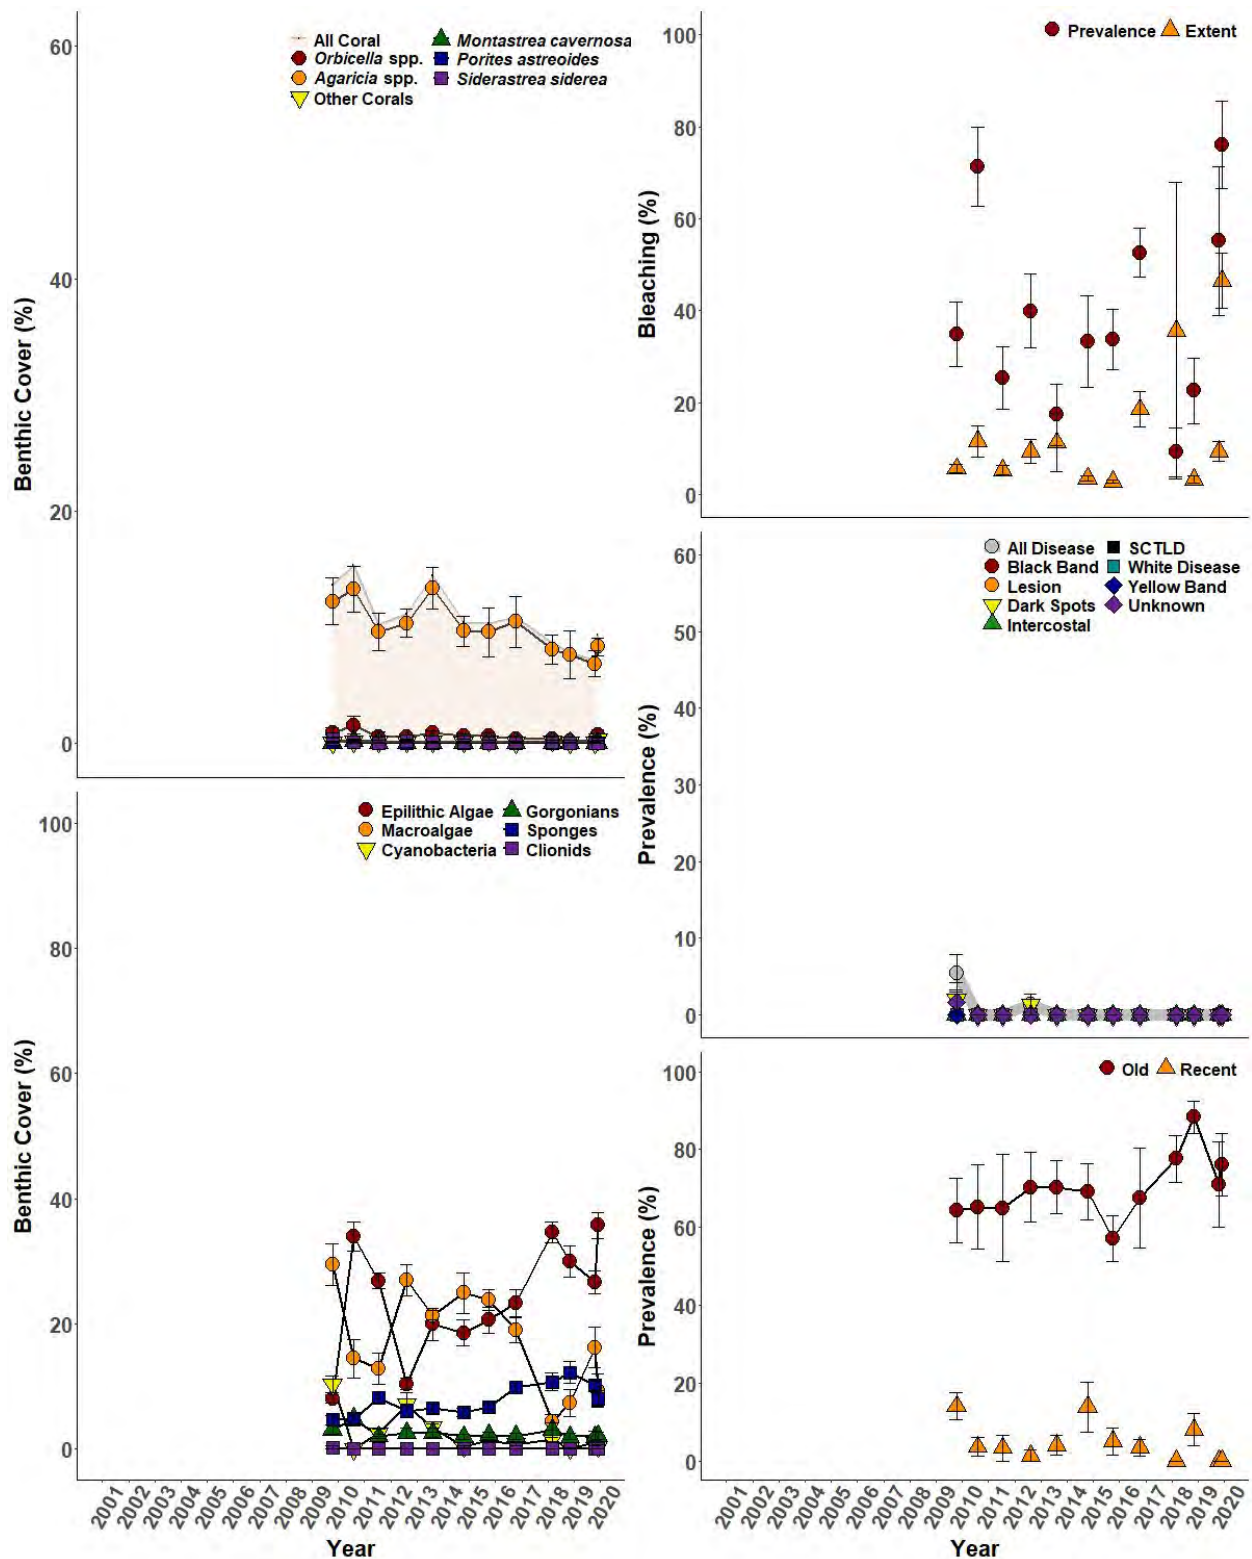 Benthic Cover (%)
60
40
20
0
All Coral
Orbicella spp.
Agaricia spp.
Other Corals
Montastrea cavernosa
Porites astreoides
Siderastrea siderea
Bleaching (%)
100
80
60
40
20
0
Prevalence
Extent
Prevalence (%)
60
50
40
30
20
10
0
All Disease
Black Band
Lesion
Dark Spots
Intercostal
SCTLD
White Disease
Yellow Band
Unknown
Benthic Cover (%)
100
80
60
40
20
0
Epilithic Algae
Macroalgae
Cyanobacteria
Gorgonians
Sponges
Clionids
2001 2002 2003 2004 2005 2006 2007 2008 2009 2010 2011 2012 2013 2014 2015 2016 2017 2018 2019 2020
Year
Prevalence (%)
100
80
60
40
20
0
Old
Recent
2001 2002 2003 2004 2005 2006 2007 2008 2009 2010 2011 2012 2013 2014 2015 2016 2017 2018 2019 2020
Year